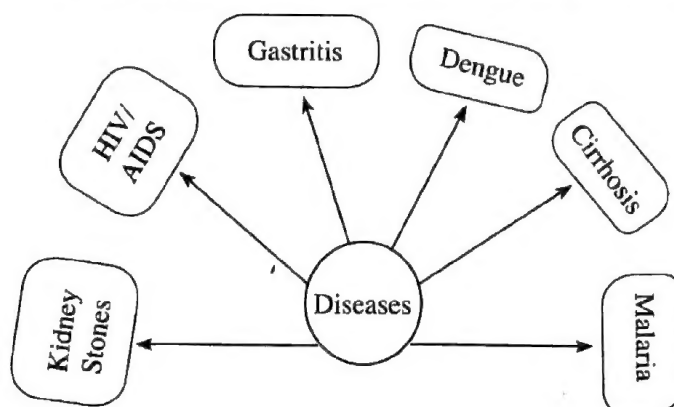 Gastritis
Dengue
HIV/
AIDS
Cirrhosis
Diseases
Kidney
Stones
Malaria